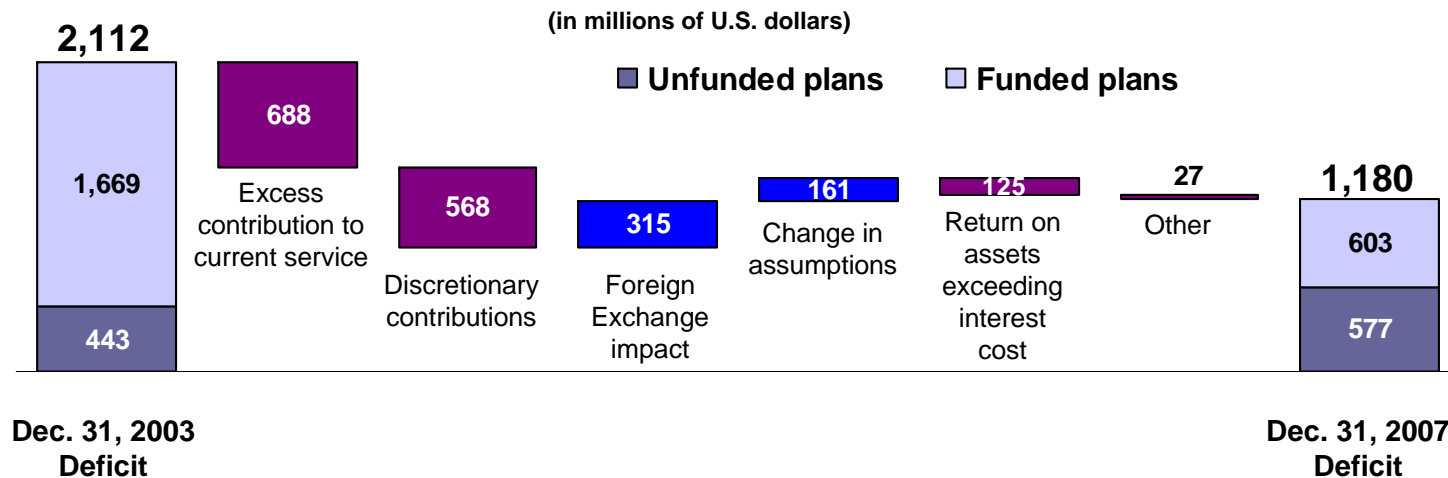 (in millions of U.S. dollars)
2,112
Unfunded plans
Funded plans
688
1,669
443
Excess
contribution to
current service
568
Discretionary
contributions
315
Foreign
Exchange
impact
161
Change in
assumptions
125
Return on
assets
exceeding
interest
cost
27
Other
1,180
603
577
Dec. 31, 2003
Deficit
Dec. 31, 2007
Deficit